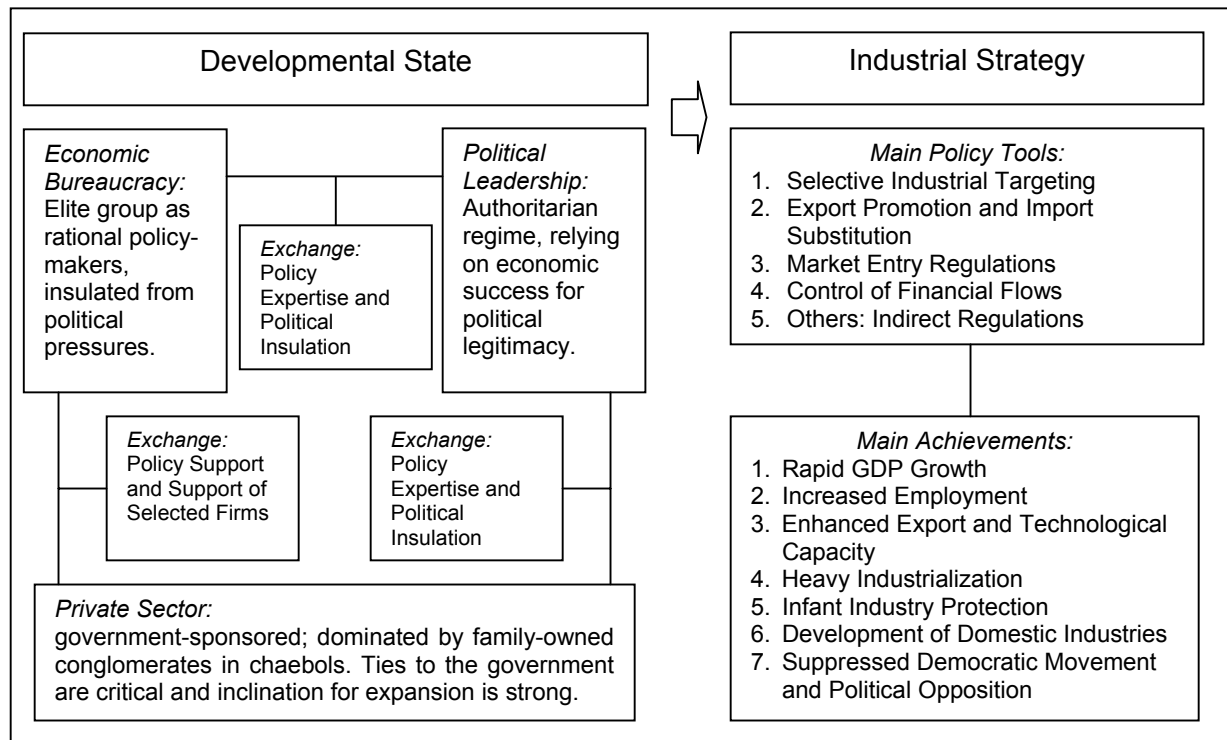 Developmental State
Industrial Strategy
Economic
Bureaucracy:
Elite group as
rational policy-
makers,
insulated from
political
pressures.
Exchange:
Policy
Expertise and
Political
Insulation
Political
Leadership:
Authoritarian
regime, relying
on economic
success for
political
legitimacy.
Exchange:
Policy Support
and Support of
Selected Firms
Exchange:
Policy
Expertise and
Political
Insulation
Private Sector:
government-sponsored; dominated by family-owned
conglomerates in chaebols. Ties to the government
are critical and inclination for expansion is strong.
Main Policy Tools:
1. Selective Industrial Targeting
2. Export Promotion and Import
Substitution
3. Market Entry Regulations
4. Control of Financial Flows
5. Others: Indirect Regulations
Main Achievements:
1. Rapid GDP Growth
2. Increased Employment
3. Enhanced Export and Technological
Capacity
4. Heavy Industrialization
5. Infant Industry Protection
6. Development of Domestic Industries
7. Suppressed Democratic Movement
and Political Opposition